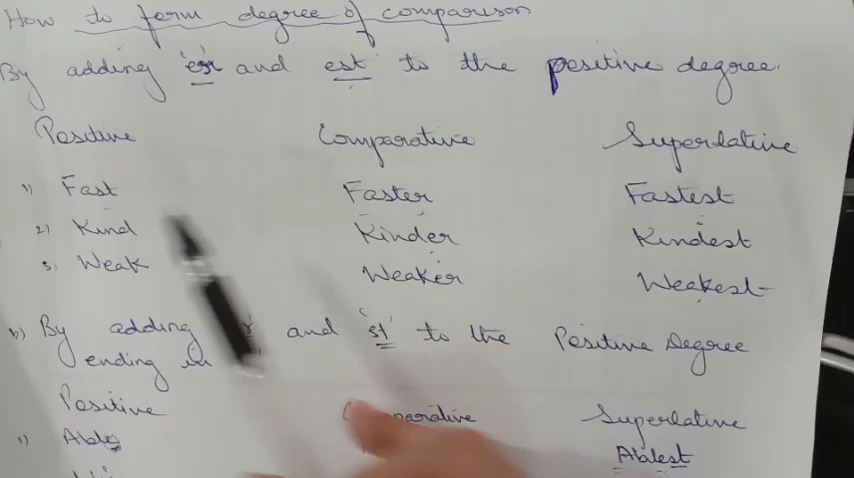 How to form degree of comparison
By adding 'er' and est to the positive degree.
Positive Comparative Superlative
1) Fast Faster Fastest
2) Kind Kinder Kindest
3) Weak Weaker Weakest
b) By adding and 'st' to the Positive Degree
ending in
Positive Superlative
1) Able Ablest